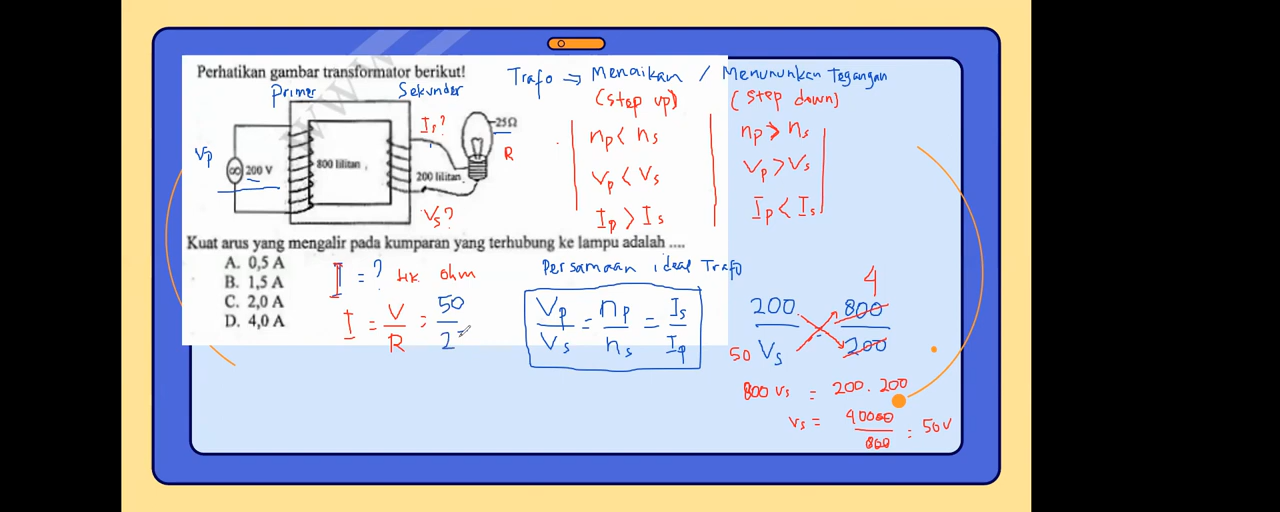 Perhatikan gambar transformator berikut!
Primer
Sekunder
Vp
200 V
800 lilitan
200 lilitan
Is?
Vs?
25Ω
R
Kuat arus yang mengalir pada kumparan yang terhubung ke lampu adalah ....
A. 0,5 A
B. 1,5 A
C. 2,0 A
D. 4,0 A
I = ? Hk Ohm
I = V/R = 50/2
Trafo → Menaikan / Menurunkan Tegangan
(Step up) (Step down)
np < ns np > ns
Vp < Vs Vp > Vs
Ip > Is Ip < Is
Persamaan ideal Trafo
Vp/Vs = np/ns = Is/Ip
4
200/Vs = 800/200
50
800 Vs = 200 . 200
Vs = 40000/800 = 50V